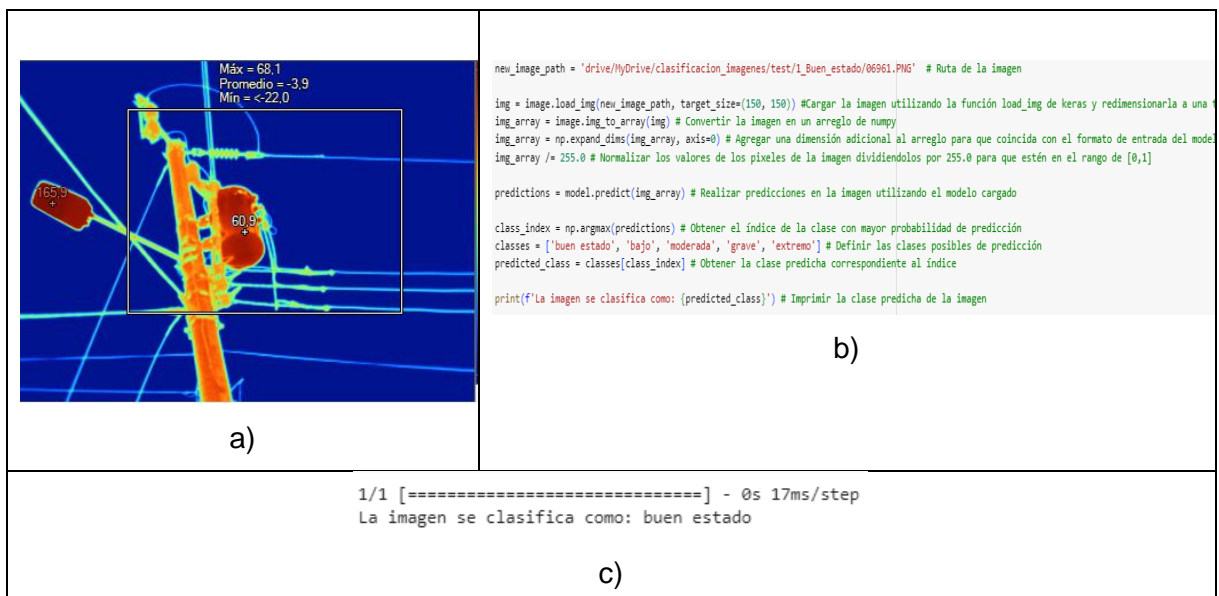 Máx = 68,1
Promedio = -3,9
Mín = <-22,0
165,9
60,9
a)
new_image_path = 'drive/MyDrive/clasificacion_imagenes/test/1_Buen_estado/06961.PNG' # Ruta de la imagen
img = image.load_img(new_image_path, target_size=(150, 150)) #Cargar la imagen utilizando la función load_img de keras y redimensionarla a una
img_array = image.img_to_array(img) # Convertir la imagen en un arreglo de numpy
img_array = np.expand_dims(img_array, axis=0) # Agregar una dimensión adicional al arreglo para que coincida con el formato de entrada del model
img_array /= 255.0 # Normalizar los valores de los pixeles de la imagen dividiendolos por 255.0 para que estén en el rango de [0,1]
predictions = model.predict(img_array) # Realizar predicciones en la imagen utilizando el modelo cargado
class_index = np.argmax(predictions) # Obtener el índice de la clase con mayor probabilidad de predicción
classes = ['buen estado', 'bajo', 'moderada', 'grave', 'extremo'] # Definir las clases posibles de predicción
predicted_class = classes[class_index] # Obtener la clase predicha correspondiente al índice
print(f'La imagen se clasifica como: {predicted_class}') # Imprimir la clase predicha de la imagen
b)
1/1 [==============================] - 0s 17ms/step
La imagen se clasifica como: buen estado
c)